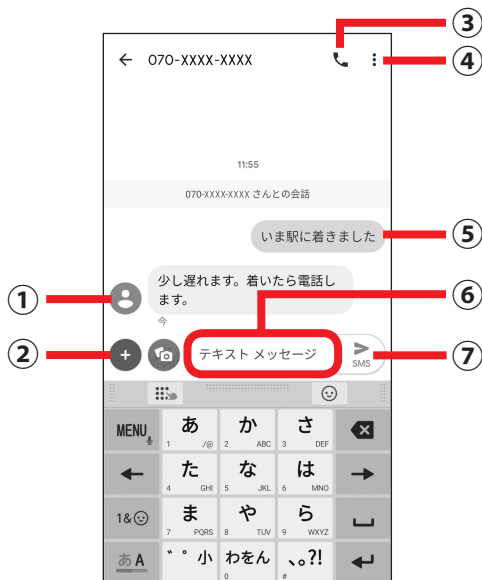 ③
070-XXXX-XXXX
④
11:55
070-XXXX-XXXX さんとの会話
いま駅に着きました
⑤
少し遅れます。着いたら電話し
ます。
①
今
⑥
②
テキスト メッセージ
SMS
⑦
MENU
あ
1 ./@
か
2 ABC
さ
3 DEF
た
4 GHI
な
5 JKL
は
6 MNO
1&
ま
7 PQRS
や
8 TUV
ら
9 WXYZ
あA
゛゜小
わをん
0
、。?!
#